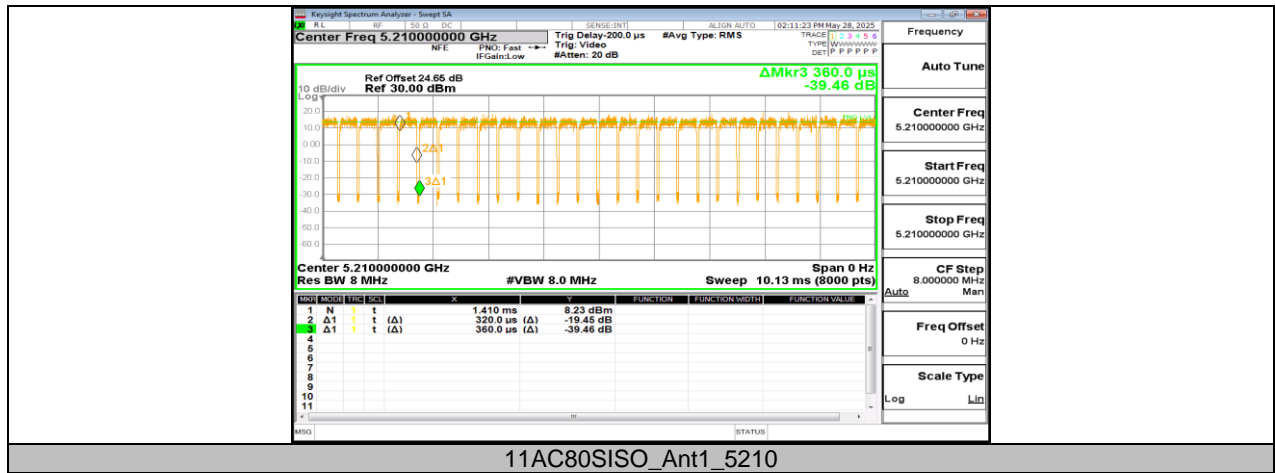 Keysight Spectrum Analyzer - Swept SA
RL RF 50 Ω DC SENSE:INT ALIGN AUTO 02:11:23 PM May 28, 2025
Center Freq 5.210000000 GHz
NFE PNO: Fast IFGain:Low
Trig Delay-200.0 µs #Avg Type: RMS
Trig: Video
#Atten: 20 dB
TRACE 1 2 3 4 5 6
TYPE WWWWWW
DET P P P P P P
ΔMkr3 360.0 µs
-39.46 dB
Ref Offset 24.65 dB
10 dB/div Ref 30.00 dBm
Log
20.0
10.0
0.00
-10.0
-20.0
-30.0
-40.0
-50.0
-60.0
1
2Δ1
3Δ1
Center 5.210000000 GHz Span 0 Hz
Res BW 8 MHz #VBW 8.0 MHz Sweep 10.13 ms (8000 pts)
MKR MODE TRC SCL X Y FUNCTION FUNCTION WIDTH FUNCTION VALUE
1 N 1 t 1.410 ms 8.23 dBm
2 Δ1 1 t (Δ) 320.0 µs (Δ) -19.45 dB
3 Δ1 1 t (Δ) 360.0 µs (Δ) -39.46 dB
4
5
6
7
8
9
10
11
MSG STATUS
Frequency
Auto Tune
Center Freq
5.210000000 GHz
Start Freq
5.210000000 GHz
Stop Freq
5.210000000 GHz
CF Step
8.000000 MHz
Auto Man
Freq Offset
0 Hz
Scale Type
Log Lin
11AC80SISO_Ant1_5210